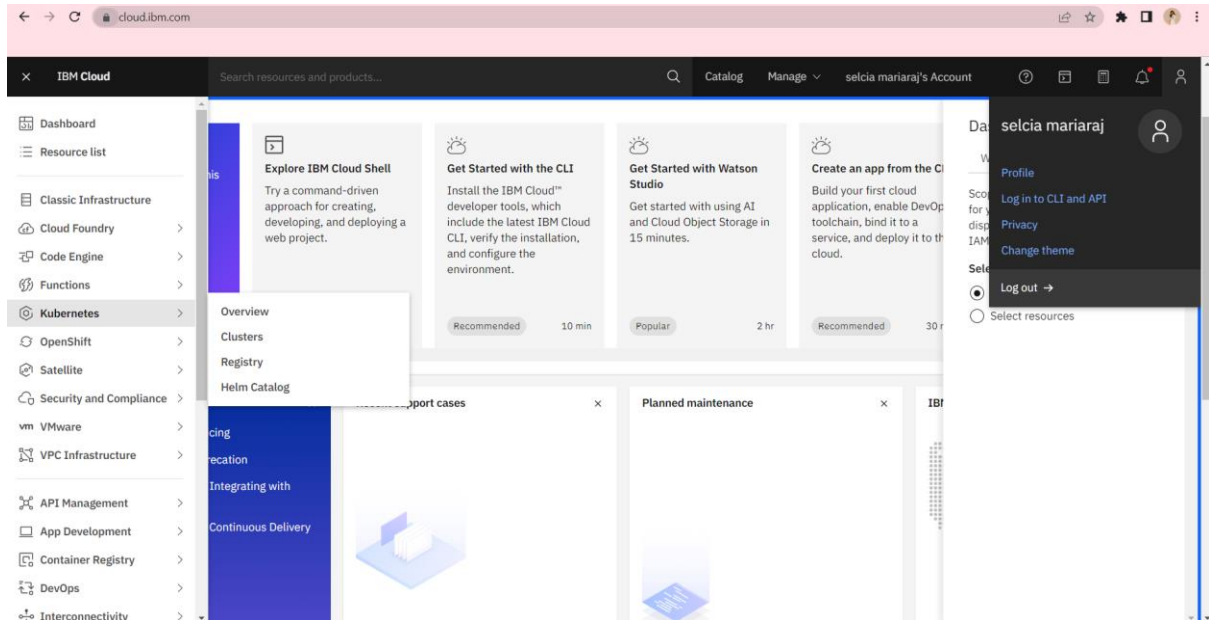 cloud.ibm.com
IBM Cloud
Search resources and products...
Catalog
Manage
selcia mariaraj's Account
Dashboard
Resource list
Classic Infrastructure
Cloud Foundry
Code Engine
Functions
Kubernetes
OpenShift
Satellite
Security and Compliance
vm VMware
VPC Infrastructure
API Management
App Development
Container Registry
DevOps
Interconnectivity
Overview
Clusters
Registry
Helm Catalog
Explore IBM Cloud Shell
Try a command-driven
approach for creating,
developing, and deploying a
web project.
Get Started with the CLI
Install the IBM Cloud™
developer tools, which
include the latest IBM Cloud
CLI, verify the installation,
and configure the
environment.
Recommended
10 min
Get Started with Watson
Studio
Get started with using AI
and Cloud Object Storage in
15 minutes.
Popular
2 hr
Create an app from the C
Build your first cloud
application, enable DevOp
toolchain, bind it to a
service, and deploy it to th
cloud.
Recommended
30
cing
recation
Integrating with
Continuous Delivery
support cases
Planned maintenance
IB
Da
selcia mariaraj
Profile
Log in to CLI and API
Privacy
Change theme
Log out →
Scop
for y
disp
IAM
Sele
Select resources